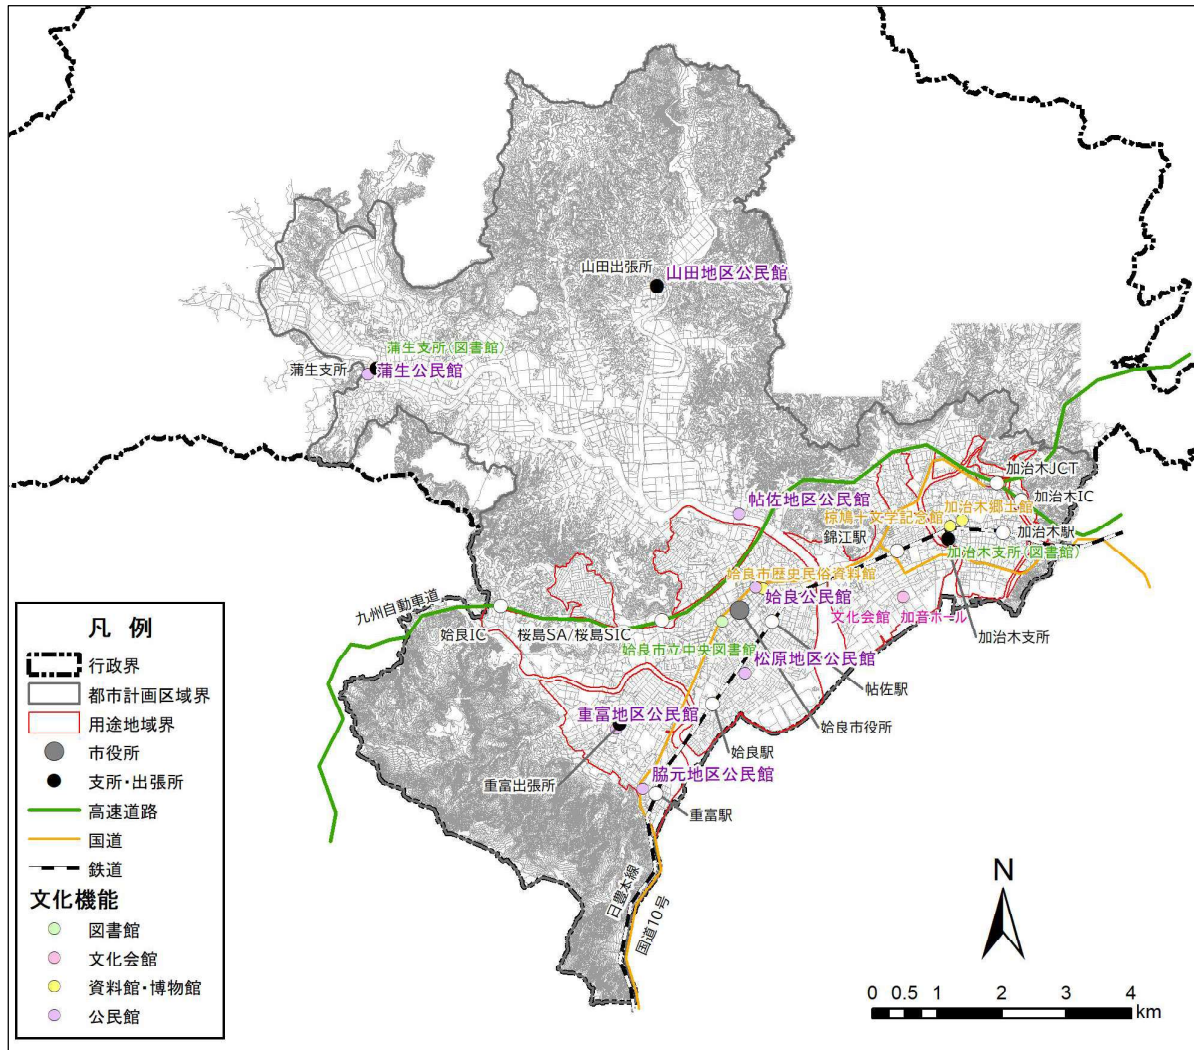 山田出張所
山田地区公民館
蒲生支所(図書館)
蒲生支所
蒲生公民館
加治木JCT
帖佐地区公民館
加治木IC
加治木郷土館
椋鳩十文学記念館
加治木駅
錦江駅
加治木支所(図書館)
姶良市歴史民俗資料館
九州自動車道
姶良公民館
文化会館 加音ホール
姶良IC
桜島SA/桜島SIC
加治木支所
姶良市立中央図書館
松原地区公民館
帖佐駅
重富地区公民館
姶良市役所
姶良駅
脇元地区公民館
重富出張所
重富駅
日豊本線
国道10号
凡 例
行政界
都市計画区域界
用途地域界
市役所
支所・出張所
高速道路
国道
鉄道
文化機能
図書館
文化会館
資料館・博物館
公民館
N
0 0.5 1 2 3 4
km